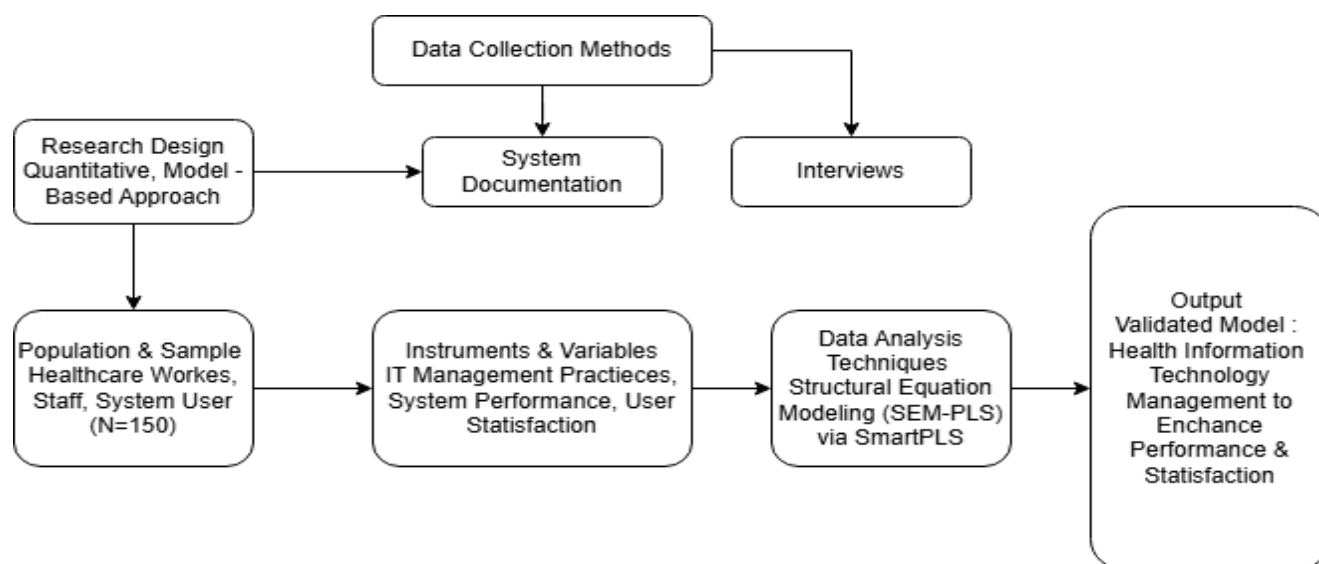 Data Collection Methods
Research Design
Quantitative, Model -
Based Approach
System
Documentation
Interviews
Population & Sample
Healthcare Workes,
Staff, System User
(N=150)
Instruments & Variables
IT Management Practieces,
System Performance, User
Statisfaction
Data Analysis
Techniques
Structural Equation
Modeling (SEM-PLS)
via SmartPLS
Output
Validated Model :
Health Information
Technology
Management to
Enchance
Performance &
Statisfaction